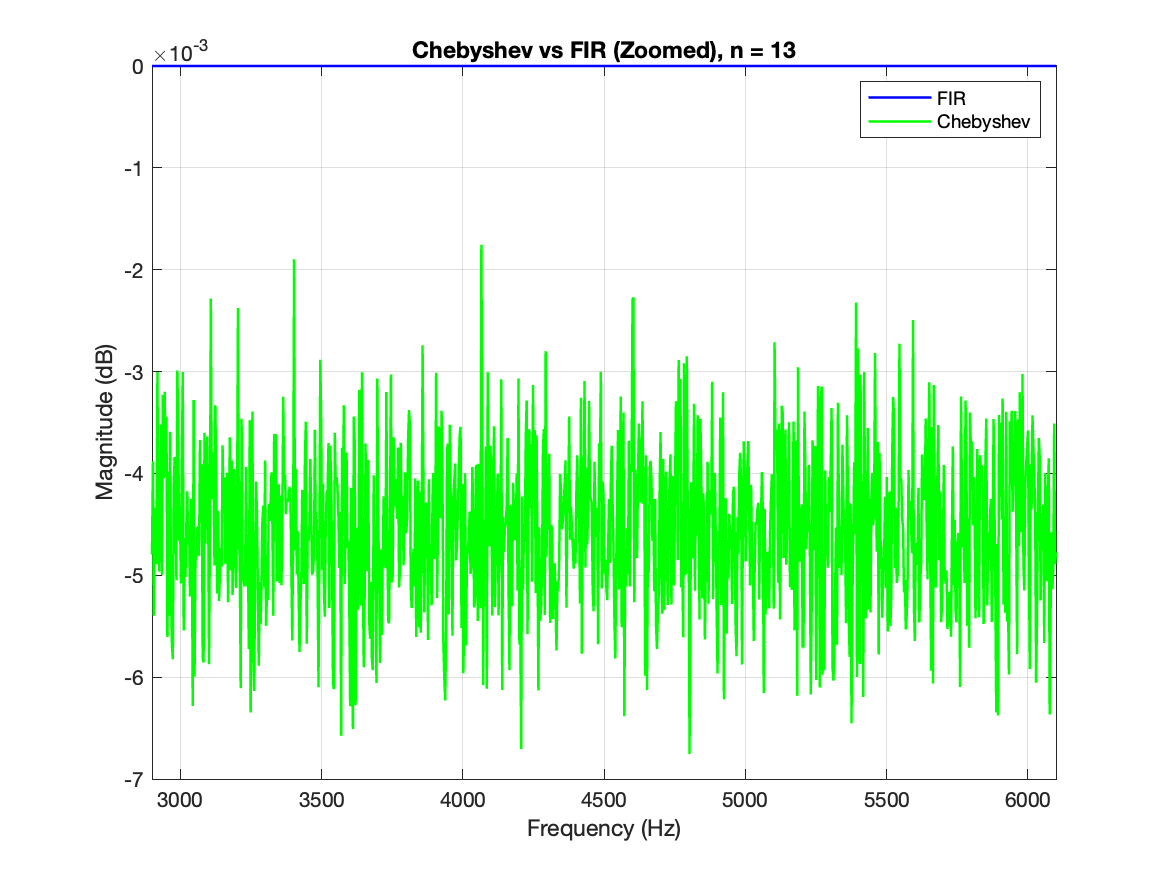 ×10⁻³
Chebyshev vs FIR (Zoomed), n = 13
0
-1
-2
-3
-4
-5
-6
-7
Magnitude (dB)
FIR
Chebyshev
3000 3500 4000 4500 5000 5500 6000
Frequency (Hz)